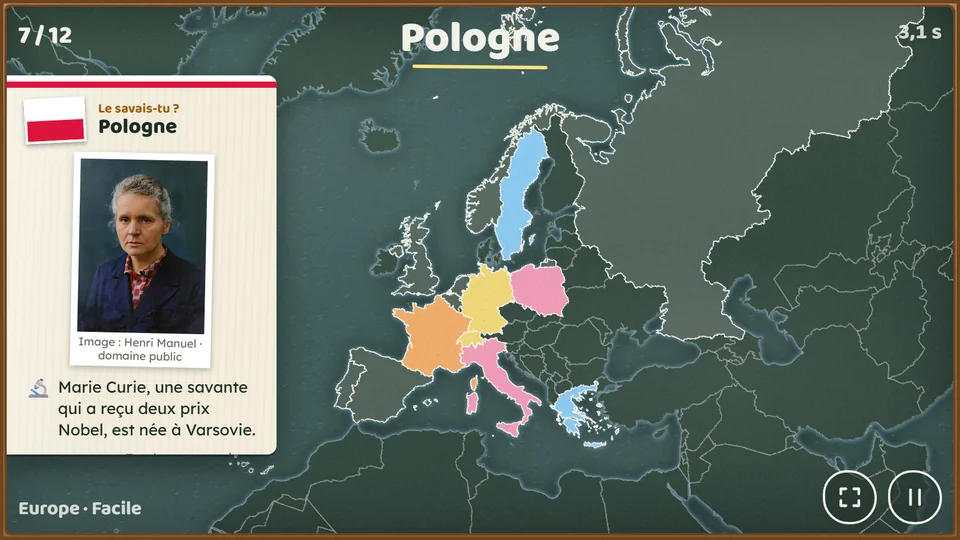 7/12
Pologne
3,1 s
Le savais-tu ?
Pologne
Image : Henri Manuel ·
domaine public
Marie Curie, une savante
qui a reçu deux prix
Nobel, est née à Varsovie.
Europe · Facile